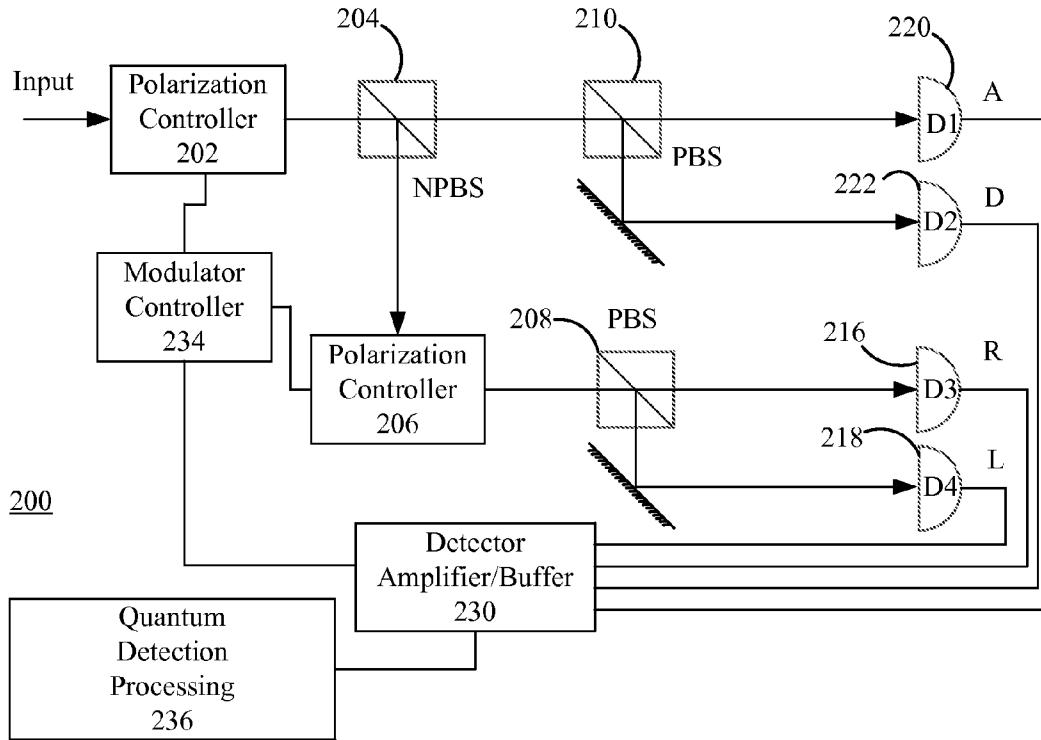 204
210
220
Input
Polarization
Controller
202
A
D1
NPBS
PBS
222
D
D2
Modulator
Controller
234
208
PBS
216
R
D3
Polarization
Controller
206
218
L
D4
200
Detector
Amplifier/Buffer
230
Quantum
Detection
Processing
236